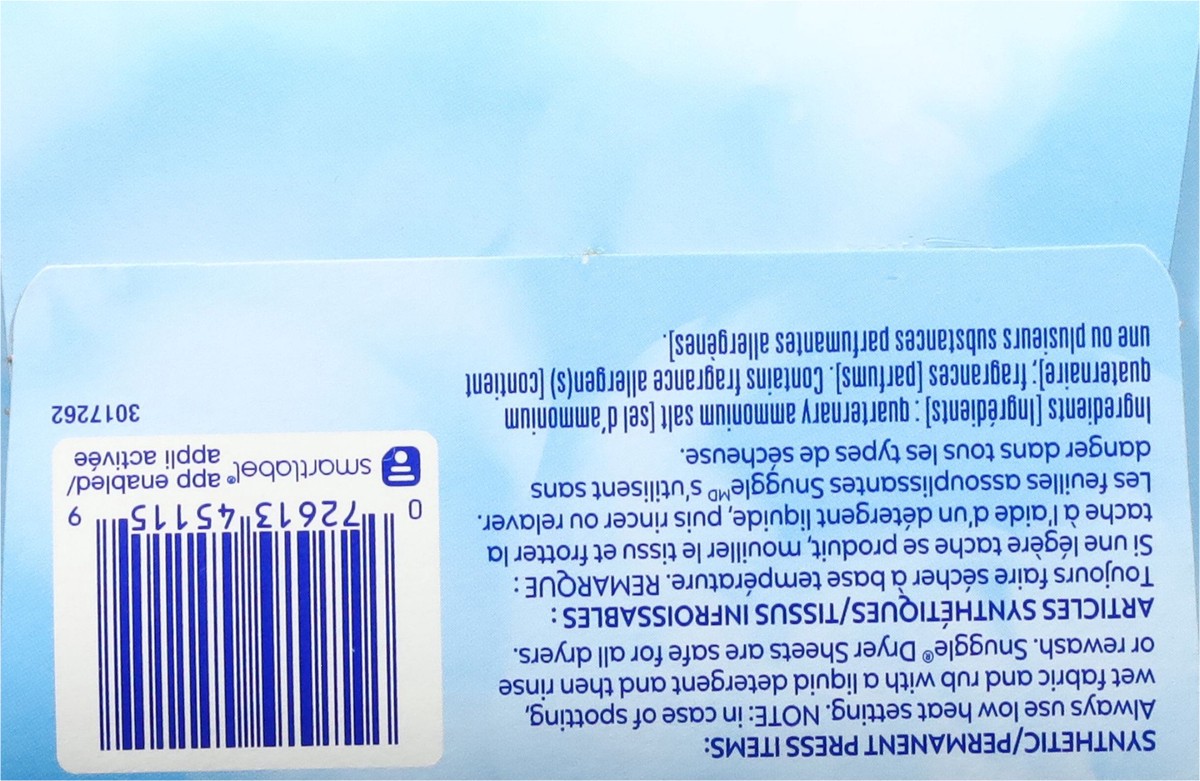 SYNTHETIC/PERMANENT PRESS ITEMS:
Always use low heat setting. NOTE: in case of spotting,
wet fabric and rub with a liquid detergent and then rinse
or rewash. Snuggle® Dryer Sheets are safe for all dryers.
ARTICLES SYNTHÉTIQUES/TISSUS INFROISSABLES :
Toujours faire sécher à base température. REMARQUE :
Si une légère tache se produit, mouiller le tissu et frotter la
tache à l'aide d'un détergent liquide, puis rincer ou relaver.
Les feuilles assouplissantes Snuggle MD s'utilisent sans
danger dans tous les types de sécheuse.
Ingredients [Ingrédients] : quarternary ammonium salt [sel d'ammonium
quaternaire]; fragrances [parfums]. Contains fragrance allergen(s) [contient
une ou plusieurs substances parfumantes allergènes].
0 72613 45115 9
smartlabel® app enabled/
appli activée
3017262